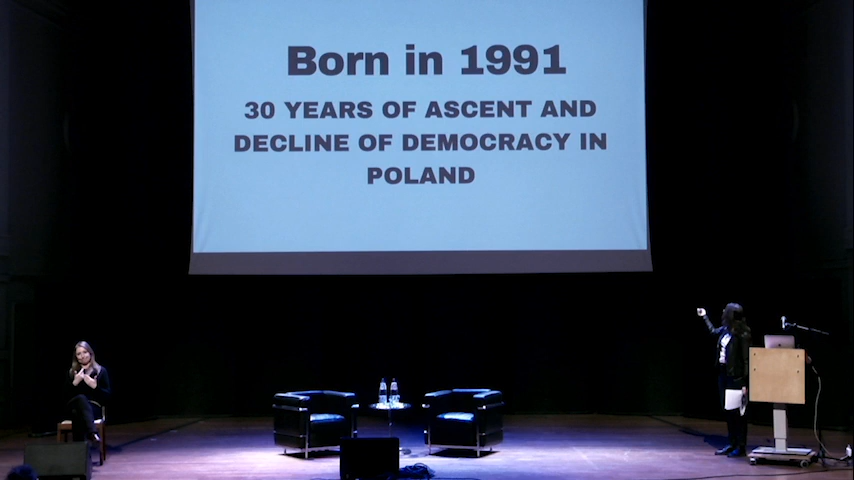 Born in 1991
30 YEARS OF ASCENT AND
DECLINE OF DEMOCRACY IN
POLAND